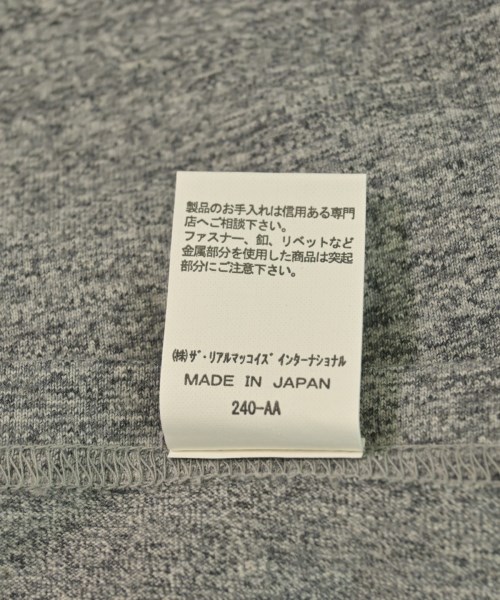 製品のお手入れは信用ある専門
店へご相談下さい。
ファスナー、釦、リベットなど
金属部分を使用した商品は突起
部分にご注意下さい。
㈱ｻﾞ･ﾘｱﾙﾏｯｺｲｽﾞ ｲﾝﾀｰﾅｼｮﾅﾙ
MADE IN JAPAN
240-AA